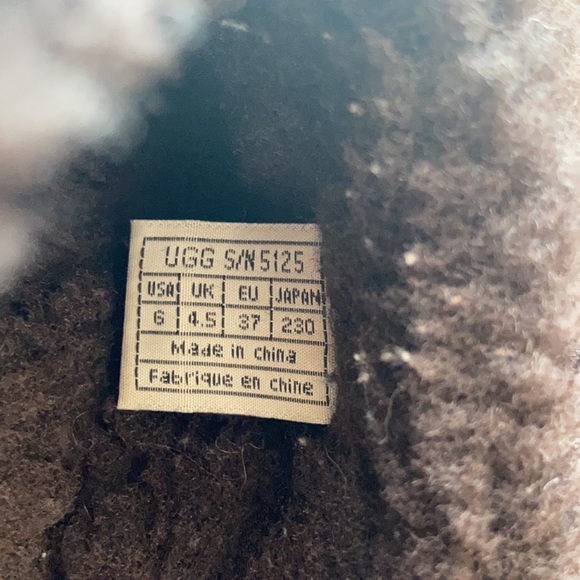 UGG S/N 5125
USA UK EU JAPAN
6 4.5 37 230
Made in china
Fabrique en chine